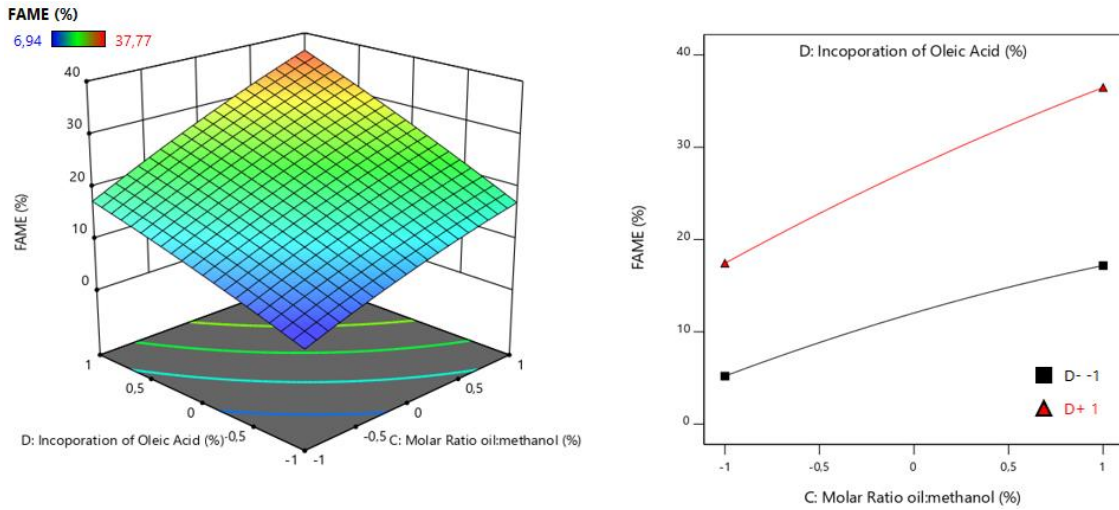 FAME (%)
6,94 37,77
40
30
20
10
0
FAME (%)
1
0,5
0
-0,5
-1
-1
-0,5
0
0,5
1
D: Incoporation of Oleic Acid (%)
C: Molar Ratio oil:methanol (%)
D: Incoporation of Oleic Acid (%)
40
30
20
10
0
FAME (%)
D- -1
D+ 1
-1
-0,5
0
0,5
1
C: Molar Ratio oil:methanol (%)